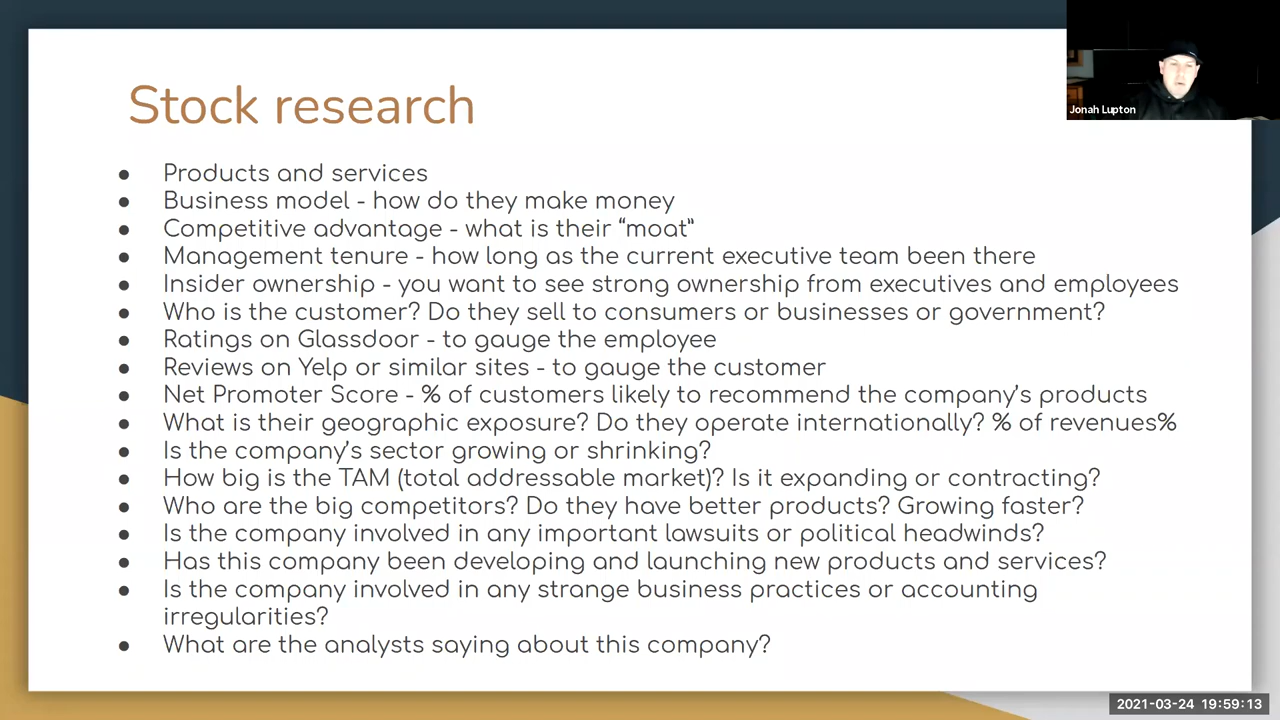 Stock research
● Products and services
● Business model - how do they make money
● Competitive advantage - what is their “moat”
● Management tenure - how long as the current executive team been there
● Insider ownership - you want to see strong ownership from executives and employees
● Who is the customer? Do they sell to consumers or businesses or government?
● Ratings on Glassdoor - to gauge the employee
● Reviews on Yelp or similar sites - to gauge the customer
● Net Promoter Score - % of customers likely to recommend the company’s products
● What is their geographic exposure? Do they operate internationally? % of revenues%
● Is the company’s sector growing or shrinking?
● How big is the TAM (total addressable market)? Is it expanding or contracting?
● Who are the big competitors? Do they have better products? Growing faster?
● Is the company involved in any important lawsuits or political headwinds?
● Has this company been developing and launching new products and services?
● Is the company involved in any strange business practices or accounting
irregularities?
● What are the analysts saying about this company?
Jonah Lupton
2021-03-24 19:59:13